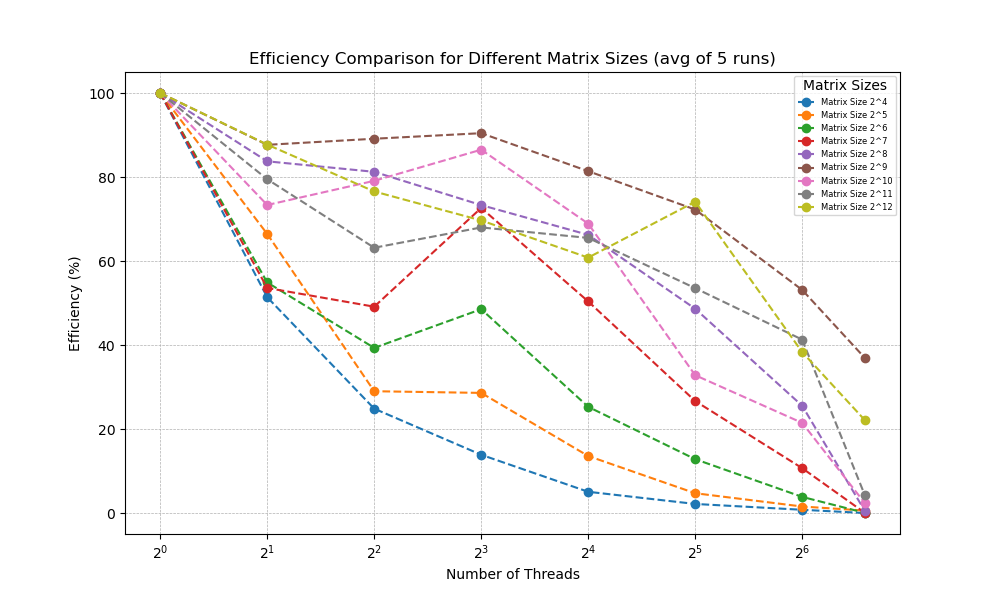 Efficiency Comparison for Different Matrix Sizes (avg of 5 runs)
Efficiency (%)
100
80
60
40
20
0
2^0 2^1 2^2 2^3 2^4 2^5 2^6
Number of Threads
Matrix Sizes
Matrix Size 2^4
Matrix Size 2^5
Matrix Size 2^6
Matrix Size 2^7
Matrix Size 2^8
Matrix Size 2^9
Matrix Size 2^10
Matrix Size 2^11
Matrix Size 2^12